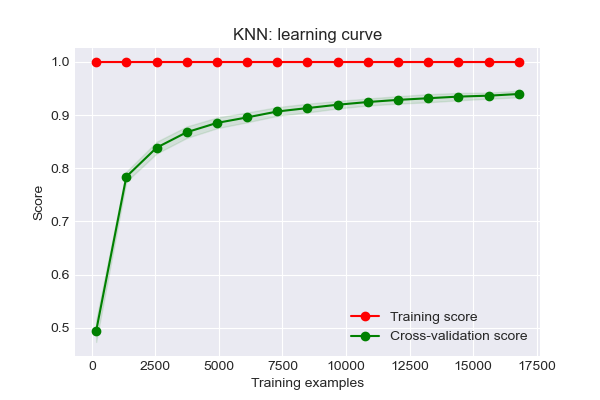 KNN: learning curve
1.0
0.9
0.8
0.7
0.6
0.5
Score
Training score
Cross-validation score
0 2500 5000 7500 10000 12500 15000 17500
Training examples